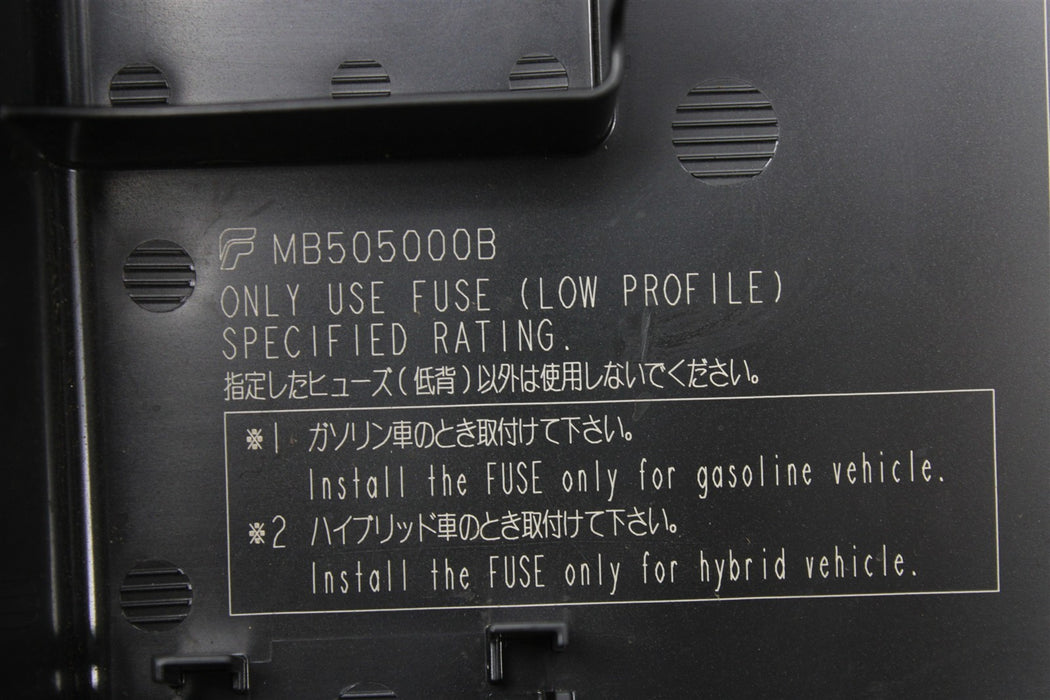 MB505000B
ONLY USE FUSE (LOW PROFILE)
SPECIFIED RATING.
指定したヒューズ(低背)以外は使用しないでください。
※1 ガソリン車のとき取付けて下さい。
Install the FUSE only for gasoline vehicle.
※2 ハイブリッド車のとき取付けて下さい。
Install the FUSE only for hybrid vehicle.